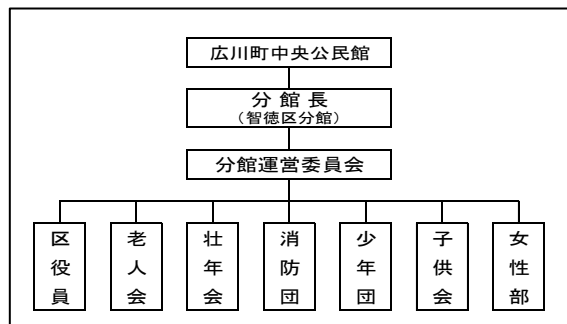 広川町中央公民館
分館長
（智徳区分館）
分館運営委員会
区役員
老人会
壮年会
消防団
少年団
子供会
女性部